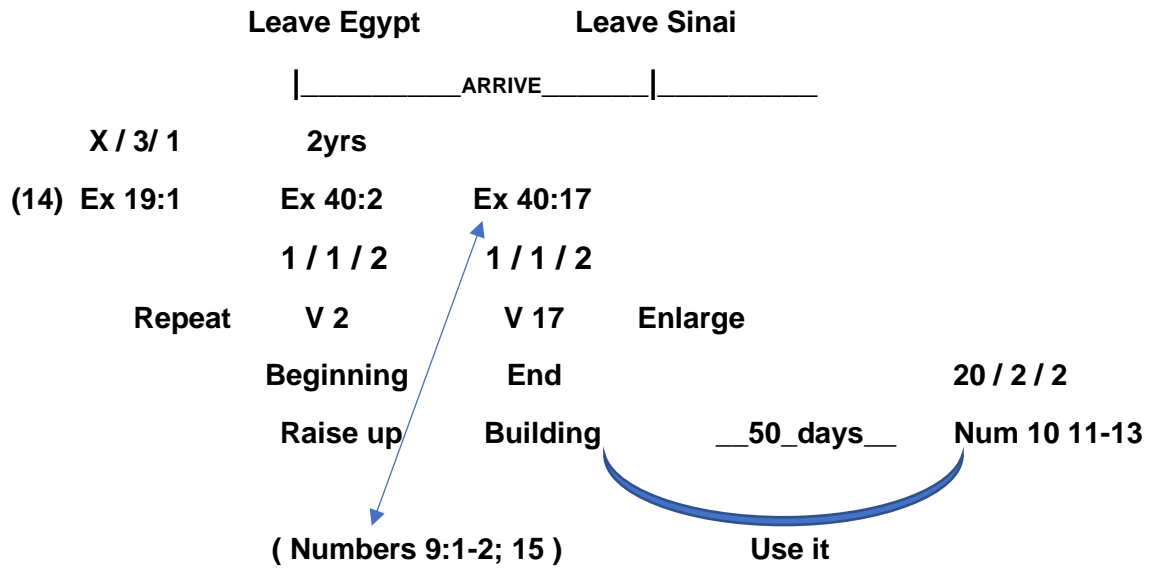 Leave Egypt Leave Sinai
|_________ARRIVE______|_________
X / 3/ 1 2yrs
(14) Ex 19:1 Ex 40:2 Ex 40:17
1 / 1 / 2 1 / 1 / 2
Repeat V 2 V 17 Enlarge
Beginning End 20 / 2 / 2
Raise up Building __50_days__ Num 10 11-13
( Numbers 9:1-2; 15 ) Use it